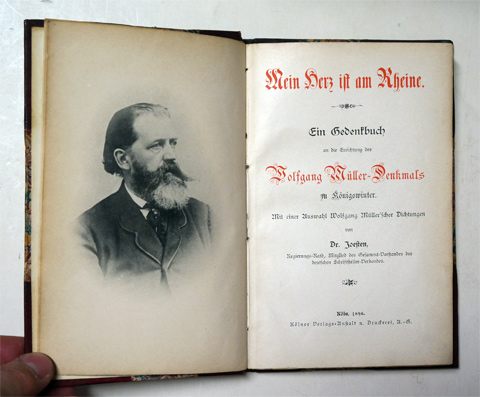 Mein Herz ist am Rheine.
Ein Gedenkbuch
an die Errichtung des
Wolfgang Müller-Denkmals
zu Königswinter.
Mit einer Auswahl Wolfgang Müller'scher Dichtungen
von
Dr. Joesten,
Regierungs-Rath, Mitglied des Gesammt-Vorstandes des
deutschen Schriftsteller-Verbandes.
Köln,
Kölner Verlags-Anstalt u. Druckerei, A.-G.